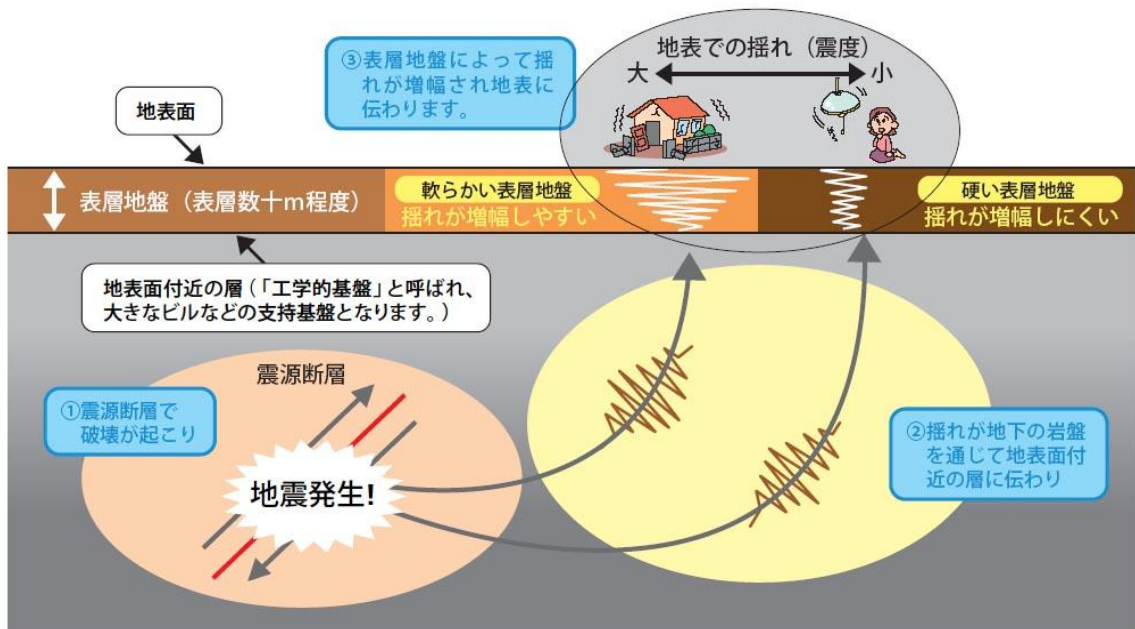 ③表層地盤によって揺
れが増幅され地表に
伝わります。
地表での揺れ（震度）
大 小
地表面
表層地盤（表層数十m程度）
軟らかい表層地盤
揺れが増幅しやすい
硬い表層地盤
揺れが増幅しにくい
地表面付近の層（「工学的基盤」と呼ばれ、
大きなビルなどの支持基盤となります。）
震源断層
①震源断層で
破壊が起こり
地震発生!
②揺れが地下の岩盤
を通じて地表面付
近の層に伝わり